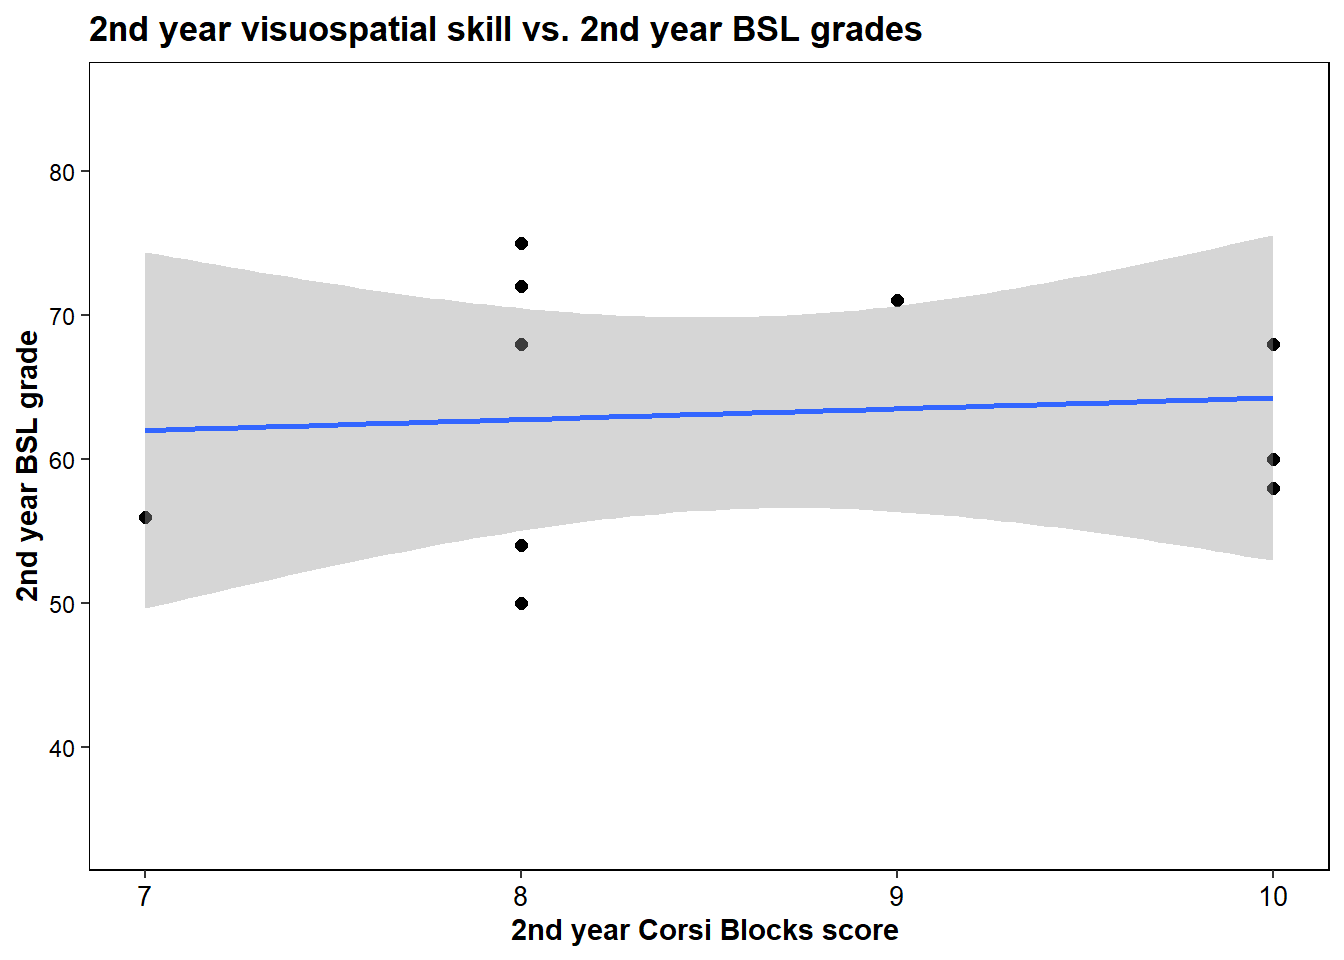 2nd year visuospatial skill vs. 2nd year BSL grades
80
70
60
50
40
2nd year BSL grade
7 8 9 10
2nd year Corsi Blocks score